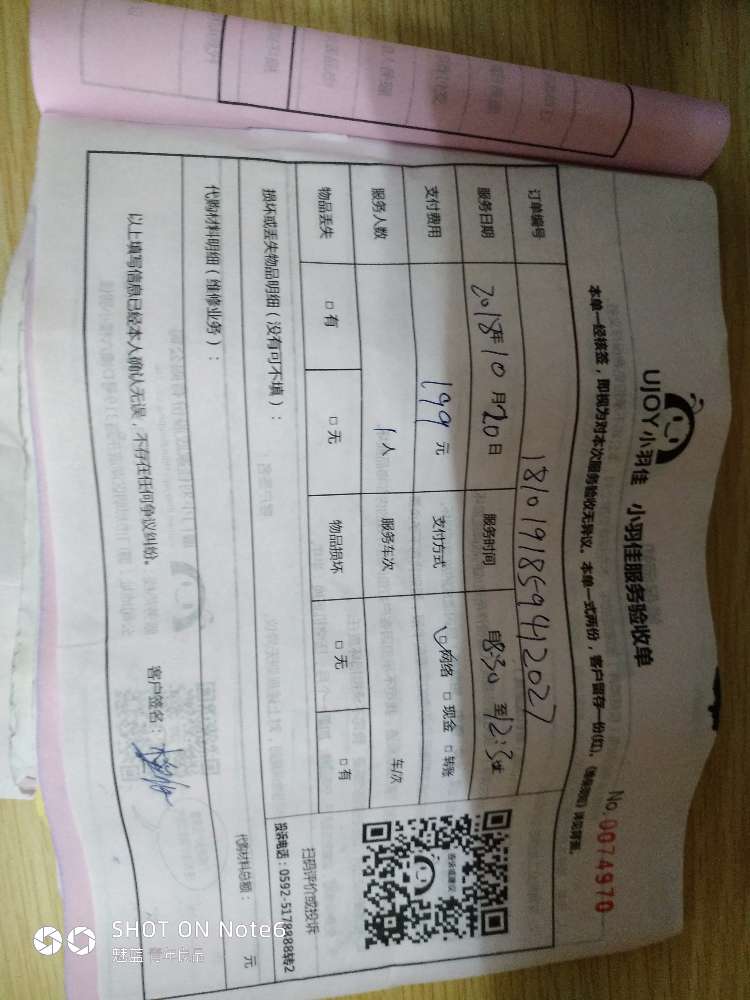 UJOY小羽佳 小羽佳服务验收单
No. 0074970
本单一经核签，即视为对本次服务验收无异议。本单一式两份，客户留存一份(红)。
订单编号 18101918594412027
服务日期 2018年10月20日 服务时间 自8:30 至12:30
支付费用 199元 支付方式 ☑网络 □现金 □转账
服务人数 1人 服务车次 车/次
物品丢失 □有 □无 物品损坏 □无 □有
损坏或丢失物品明细（没有可不填）：
扫码评价或投诉
投诉电话：0592-5178888转2
代购材料明细（维修业务）：
代购材料总额： 元
以上填写信息已经本人确认无误，不存在任何争议纠纷。
客户签名：
SHOT ON Note6